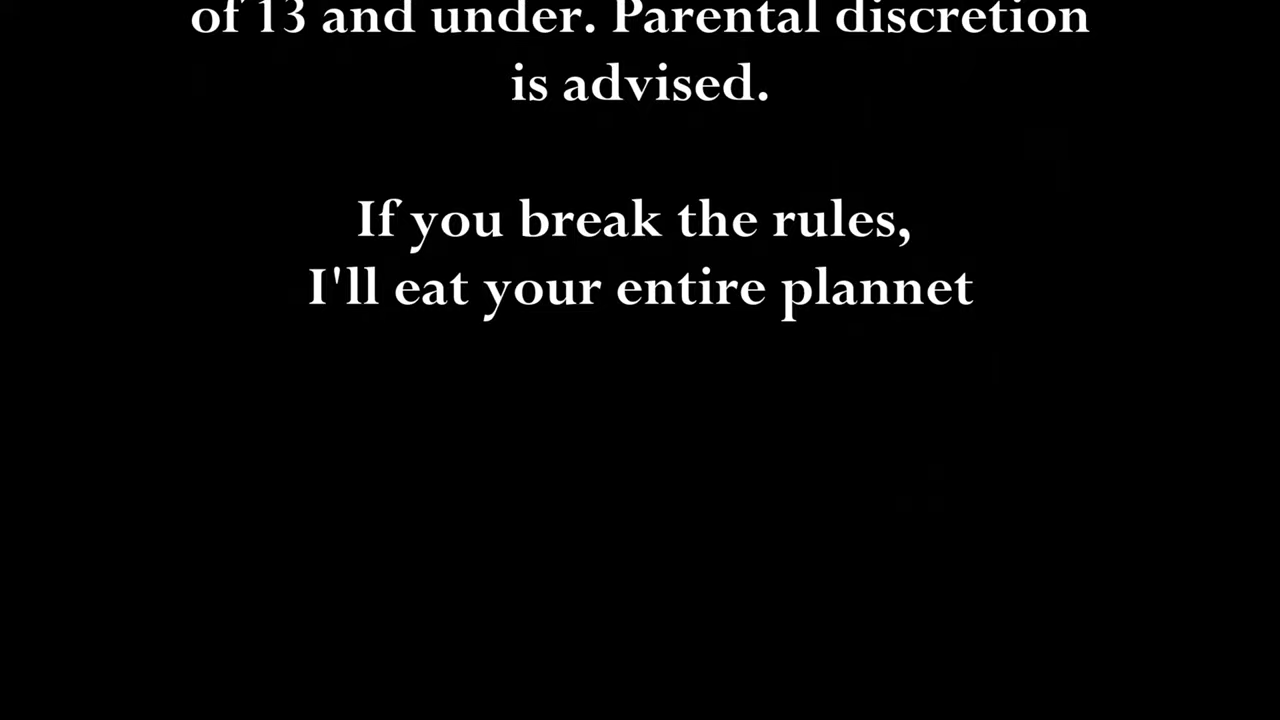 of 13 and under. Parental discretion
is advised.
If you break the rules,
I'll eat your entire plannet